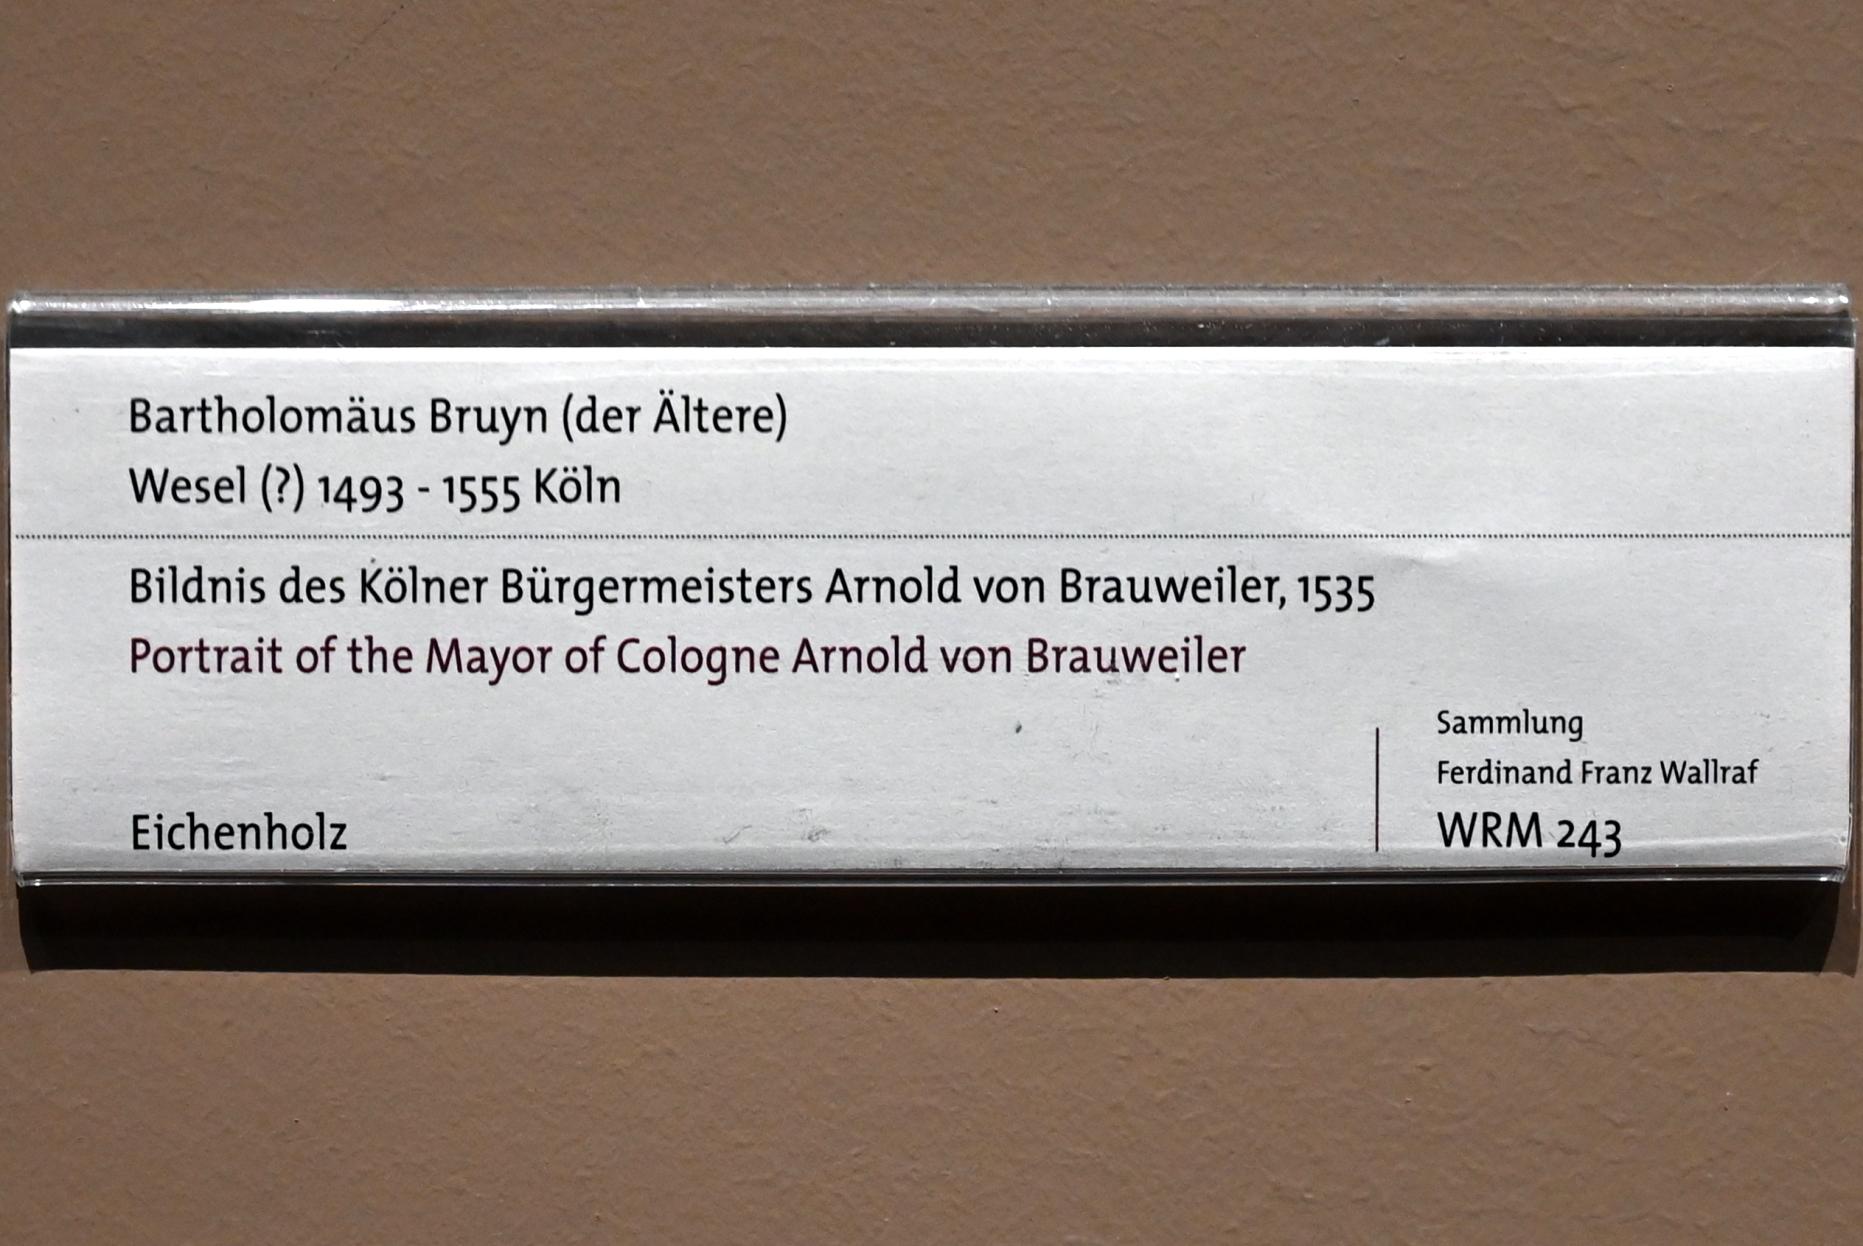 Bartholomäus Bruyn (der Ältere)
Wesel (?) 1493 - 1555 Köln
Bildnis des Kölner Bürgermeisters Arnold von Brauweiler, 1535
Portrait of the Mayor of Cologne Arnold von Brauweiler
Eichenholz
Sammlung
Ferdinand Franz Wallraf
WRM 243